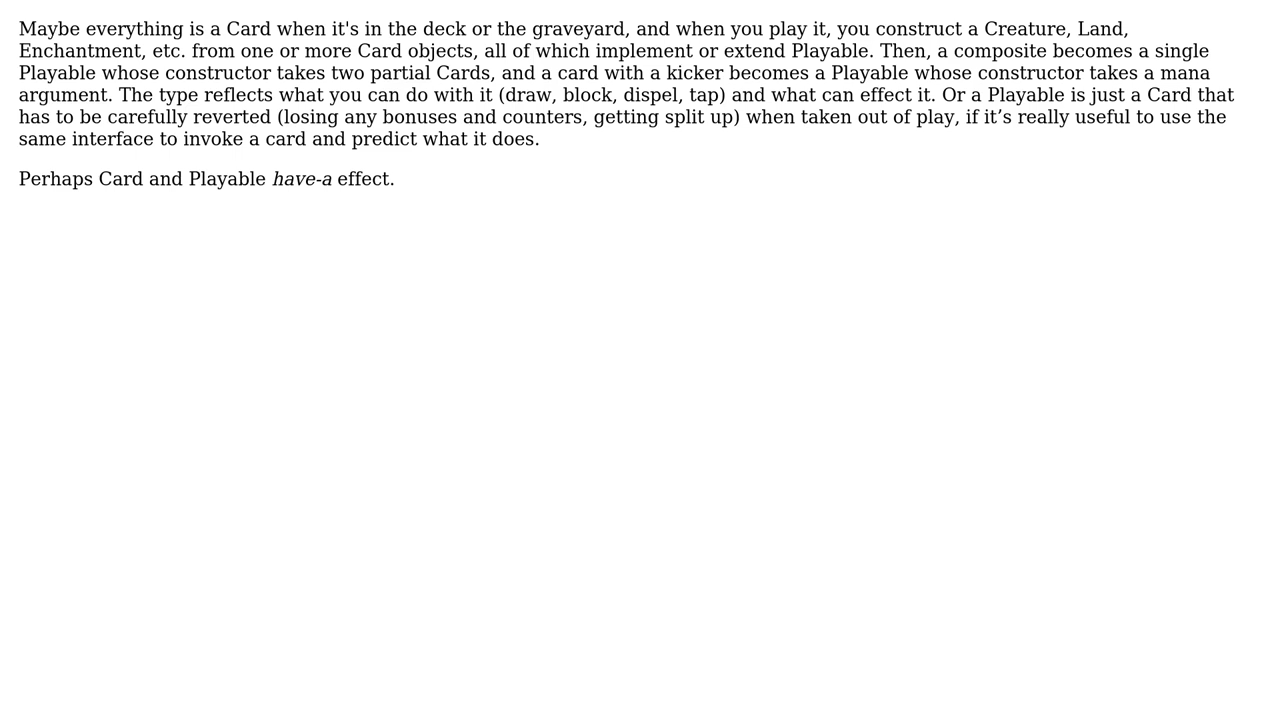 Maybe everything is a Card when it's in the deck or the graveyard, and when you play it, you construct a Creature, Land,
Enchantment, etc. from one or more Card objects, all of which implement or extend Playable. Then, a composite becomes a single
Playable whose constructor takes two partial Cards, and a card with a kicker becomes a Playable whose constructor takes a mana
argument. The type reflects what you can do with it (draw, block, dispel, tap) and what can effect it. Or a Playable is just a Card that
has to be carefully reverted (losing any bonuses and counters, getting split up) when taken out of play, if it’s really useful to use the
same interface to invoke a card and predict what it does.
Perhaps Card and Playable have-a effect.